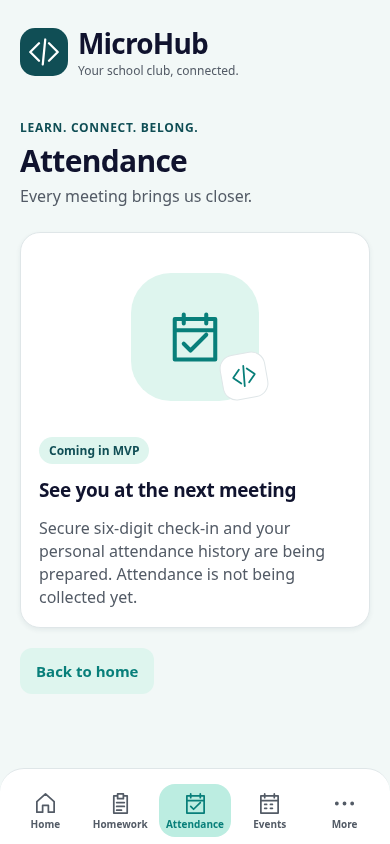 MicroHub
Your school club, connected.
LEARN. CONNECT. BELONG.
Attendance
Every meeting brings us closer.
Coming in MVP
See you at the next meeting
Secure six-digit check-in and your
personal attendance history are being
prepared. Attendance is not being
collected yet.
Back to home
Home
Homework
Attendance
Events
More